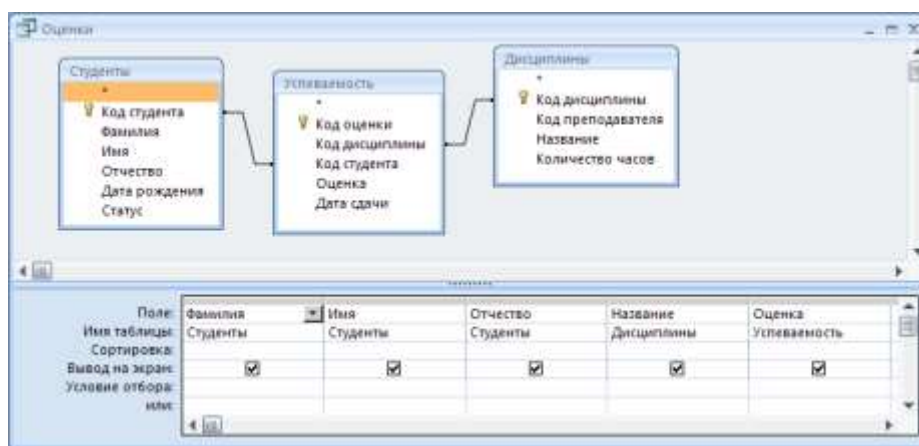 Оценки
Студенты
*
Код студента
Фамилия
Имя
Отчество
Дата рождения
Статус
Успеваемость
*
Код оценки
Код дисциплины
Код студента
Оценка
Дата сдачи
Дисциплины
*
Код дисциплины
Код преподавателя
Название
Количество часов
Поле: Фамилия Имя Отчество Название Оценка
Имя таблицы: Студенты Студенты Студенты Дисциплины Успеваемость
Сортировка:
Вывод на экран:
Условие отбора:
или: